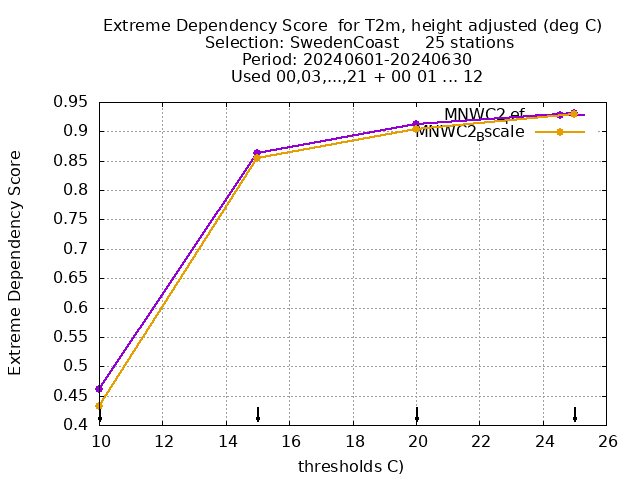 Extreme Dependency Score  for T2m, height adjusted (deg C)
Selection: SwedenCoast     25 stations
Period: 20240601-20240630
Used 00,03,...,21 + 00 01 ... 12
Extreme Dependency Score
0.95
0.9
0.85
0.8
0.75
0.7
0.65
0.6
0.55
0.5
0.45
0.4
MNWC2.ef
MNWC2Bscale
10 12 14 16 18 20 22 24 26
thresholds C)